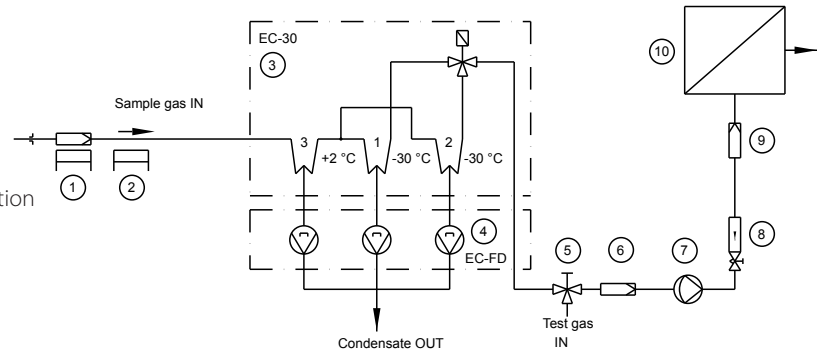 EC-30
3
10
Sample gas IN
3
1
2
+2 °C
-30 °C
-30 °C
9
1
2
tion
4
8
EC-FD
5
6
7
Test gas
IN
Condensate OUT